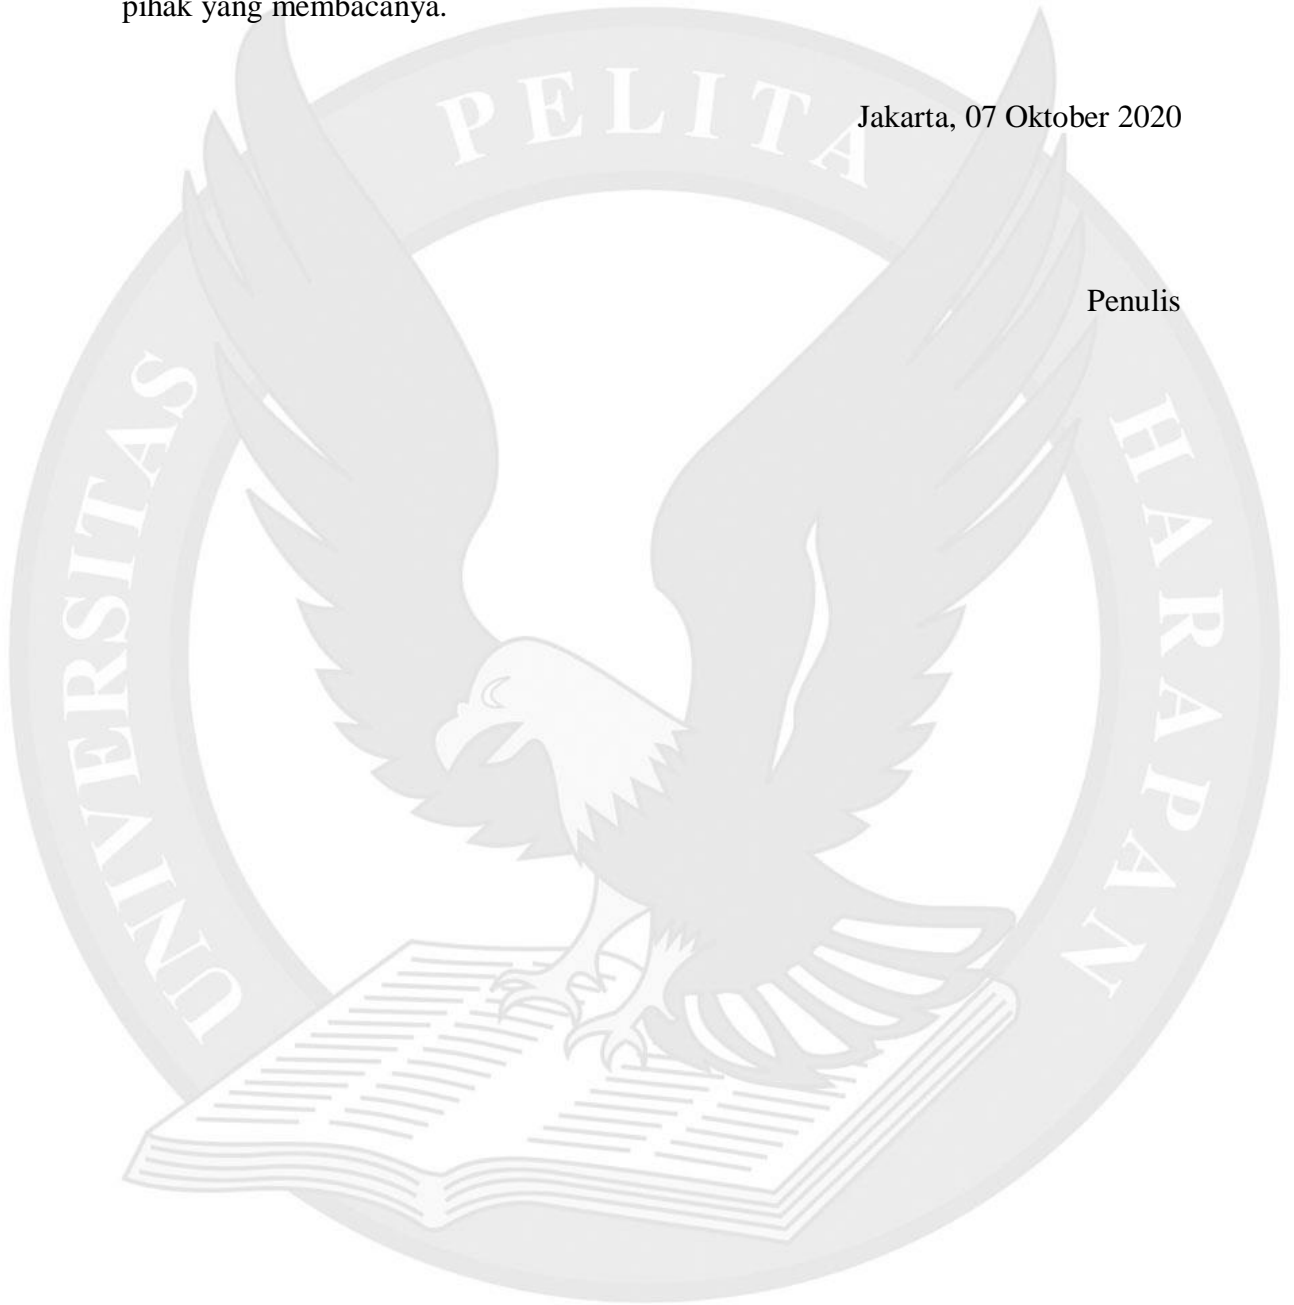 pihak yang membacanya.
PELITA
Jakarta, 07 Oktober 2020
Penulis
UNIVERSITAS
HARAPAN